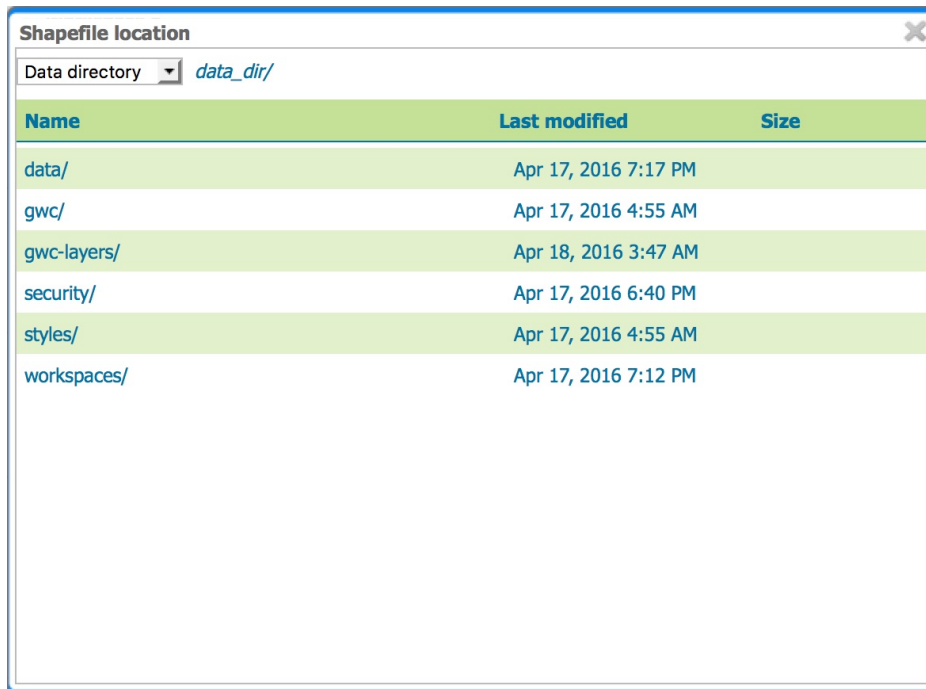 Shapefile location
Data directory data_dir/
Name Last modified Size
data/ Apr 17, 2016 7:17 PM
gwc/ Apr 17, 2016 4:55 AM
gwc-layers/ Apr 18, 2016 3:47 AM
security/ Apr 17, 2016 6:40 PM
styles/ Apr 17, 2016 4:55 AM
workspaces/ Apr 17, 2016 7:12 PM